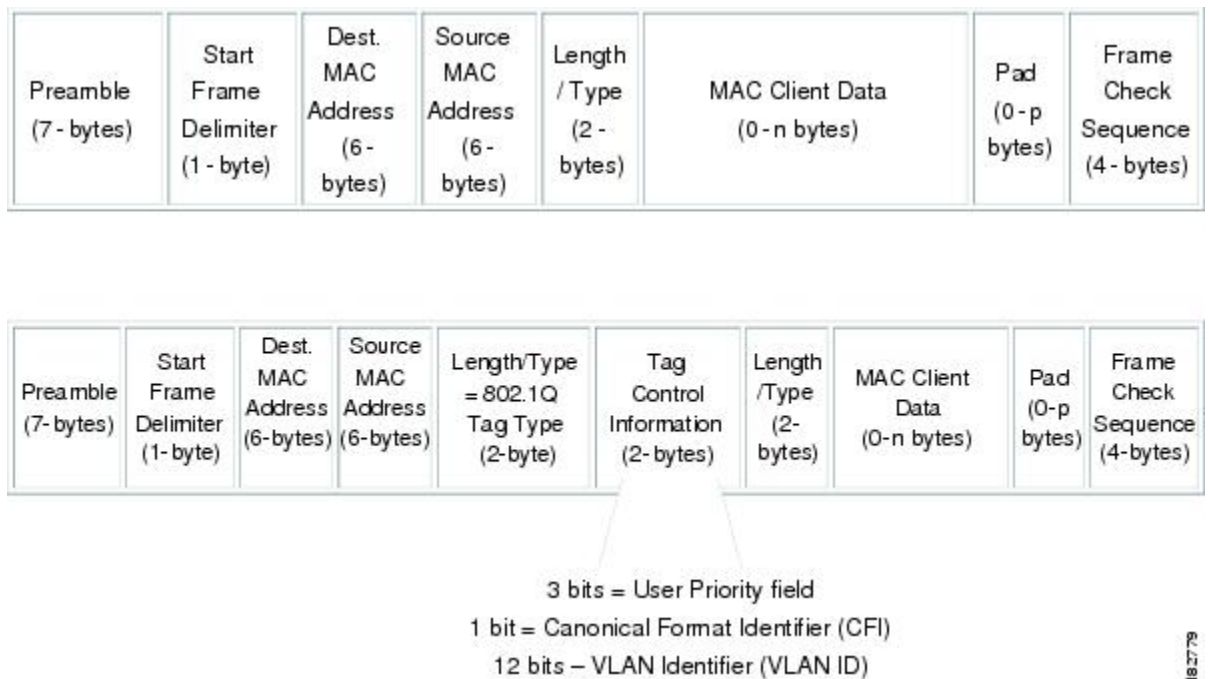 Preamble
(7 - bytes)
Start
Frame
Delimiter
(1 - byte)
Dest.
MAC
Address
(6 -
bytes)
Source
MAC
Address
(6 -
bytes)
Length
/ Type
(2 -
bytes)
MAC Client Data
(0 - n bytes)
Pad
(0 - p
bytes)
Frame
Check
Sequence
(4 - bytes)
Preamble
(7- bytes)
Start
Frame
Delimiter
(1- byte)
Dest.
MAC
Address
(6-bytes)
Source
MAC
Address
(6-bytes)
Length/Type
= 802.1Q
Tag Type
(2-byte)
Tag
Control
Information
(2- bytes)
Length
/Type
(2-
bytes)
MAC Client
Data
(0-n bytes)
Pad
(0-p
bytes)
Frame
Check
Sequence
(4-bytes)
3 bits = User Priority field
1 bit = Canonical Format Identifier (CFI)
12 bits – VLAN Identifier (VLAN ID)